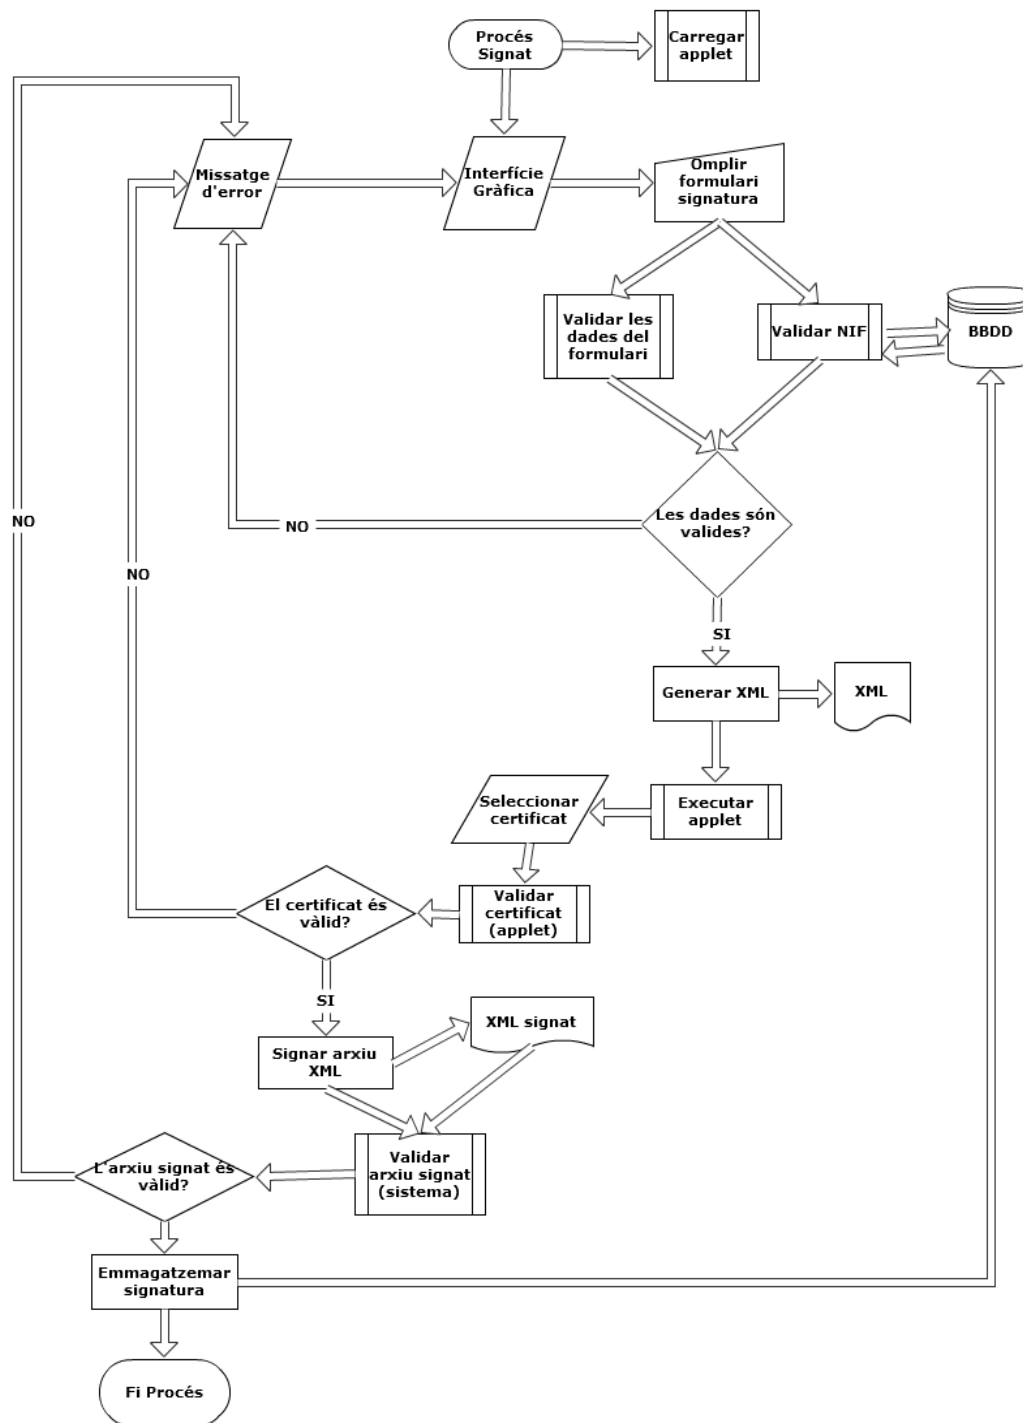 Procés
Signat
Carregar
applet
Missatge
d'error
Interfície
Gràfica
Omplir
formulari
signatura
Validar les
dades del
formulari
Validar NIF
BBDD
Les dades són
valides?
NO
NO
NO
SI
Generar XML
XML
Executar
applet
Seleccionar
certificat
Validar
certificat
(applet)
El certificat és
vàlid?
SI
Signar arxiu
XML
XML signat
Validar
arxiu signat
(sistema)
L'arxiu signat és
vàlid?
Emmagatzemar
signatura
Fi Procés